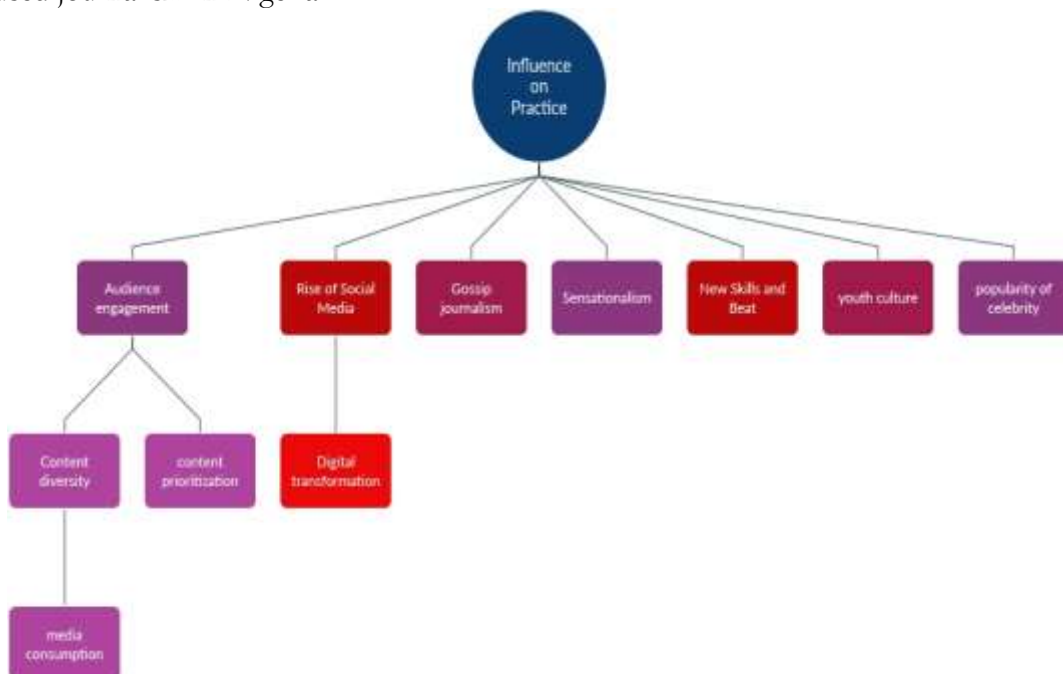 Influence
on
Practice
Audience
engagement
Rise of Social
Media
Gossip
journalism
Sensationalism
New Skills and
Beat
youth culture
popularity of
celebrity
Content
diversity
content
prioritization
Digital
transformation
media
consumption